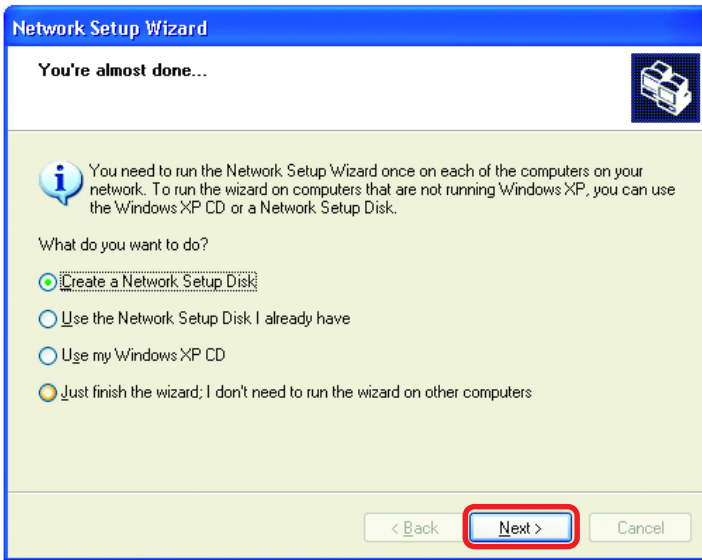 Network Setup Wizard
You're almost done...
You need to run the Network Setup Wizard once on each of the computers on your
network. To run the wizard on computers that are not running Windows XP, you can use
the Windows XP CD or a Network Setup Disk.
What do you want to do?
Create a Network Setup Disk
Use the Network Setup Disk I already have
Use my Windows XP CD
Just finish the wizard; I don't need to run the wizard on other computers
< Back Next > Cancel